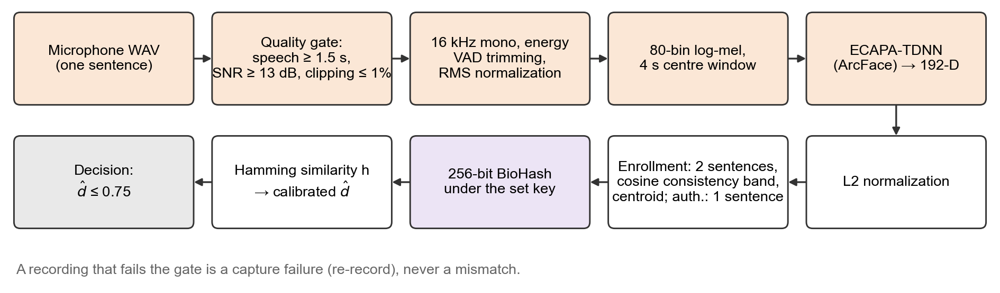 Microphone WAV
(one sentence)
Quality gate:
speech ≥ 1.5 s,
SNR ≥ 13 dB, clipping ≤ 1%
16 kHz mono, energy
VAD trimming,
RMS normalization
80-bin log-mel,
4 s centre window
ECAPA-TDNN
(ArcFace) → 192-D
L2 normalization
Enrollment: 2 sentences,
cosine consistency band,
centroid; auth.: 1 sentence
256-bit BioHash
under the set key
Hamming similarity h
→ calibrated d̂
Decision:
d̂ ≤ 0.75
A recording that fails the gate is a capture failure (re-record), never a mismatch.